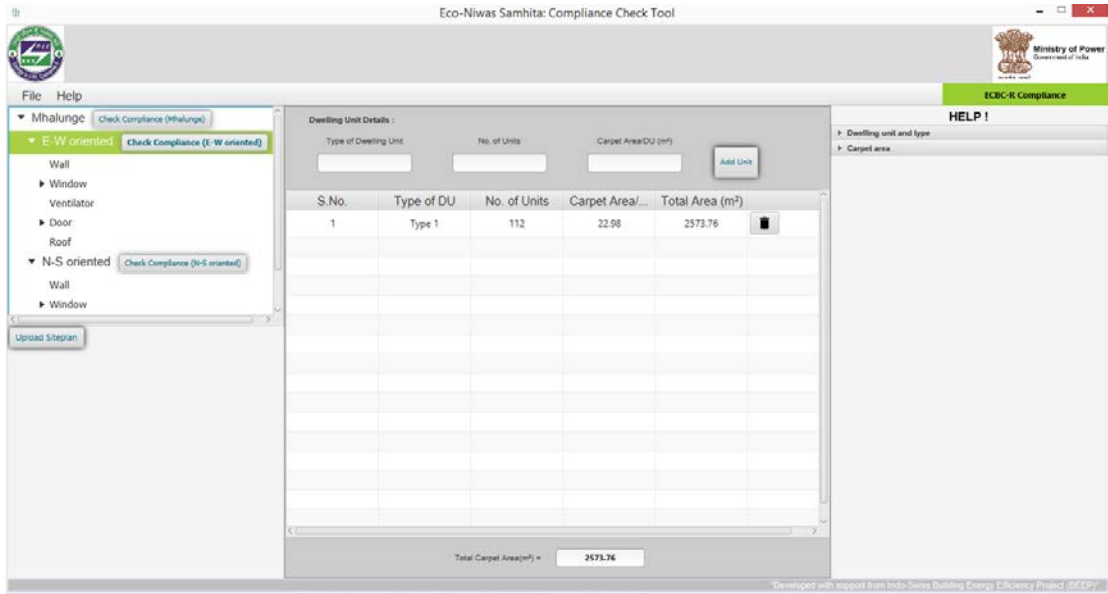 Eco-Niwas Samhita: Compliance Check Tool
Ministry of Power
Government of India
File Help
ECBC-R Compliance
Mhalunge Check Compliance (Mhalunge)
E-W oriented Check Compliance (E-W oriented)
Wall
Window
Ventilator
Door
Roof
N-S oriented Check Compliance (N-S oriented)
Wall
Window
Upload Siteplan
Dwelling Unit Details :
Type of Dwelling Unit No. of Units Carpet Area/DU (m²)
Add Unit
S.No. Type of DU No. of Units Carpet Area/... Total Area (m²)
1 Type 1 112 22.98 2573.76
Total Carpet Area(m²) = 2573.76
HELP !
Dwelling unit and type
Carpet area
"Developed with support from Indo-Swiss Building Energy Efficiency Project (BEEP)"